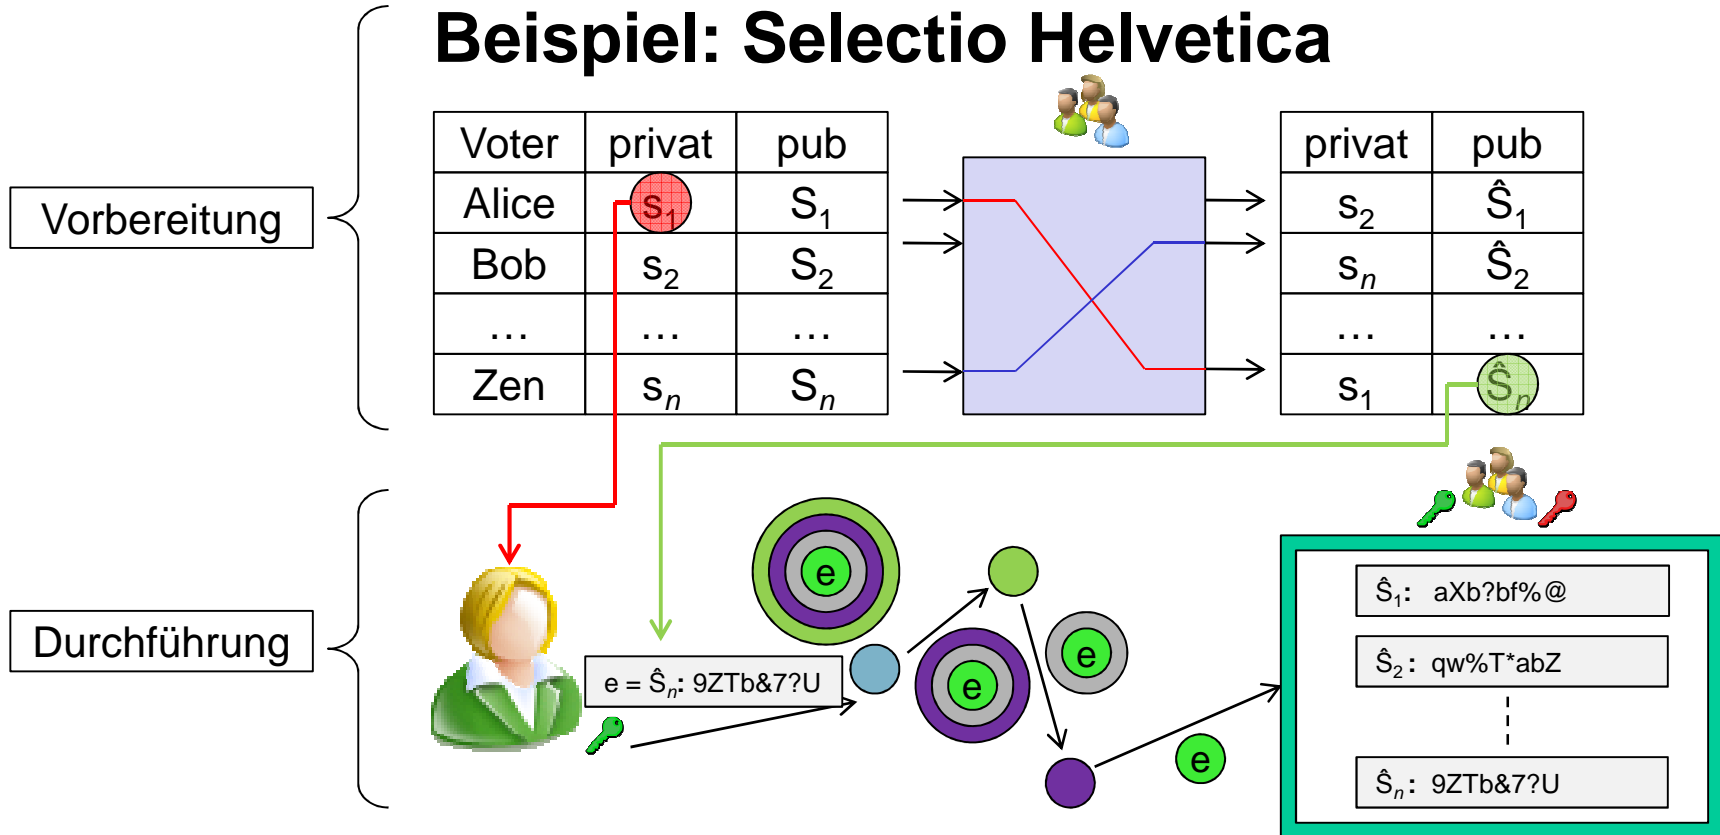 Beispiel: Selectio Helvetica
Vorbereitung
Voter privat pub
Alice s₁ S₁
Bob s₂ S₂
… … …
Zen sₙ Sₙ
privat pub
s₂ Ŝ₁
sₙ Ŝ₂
… …
s₁ Ŝₙ
Durchführung
e = Ŝₙ: 9ZTb&7?U
e
e
e
e
Ŝ₁: aXb?bf%@
Ŝ₂: qw%T*abZ
Ŝₙ: 9ZTb&7?U